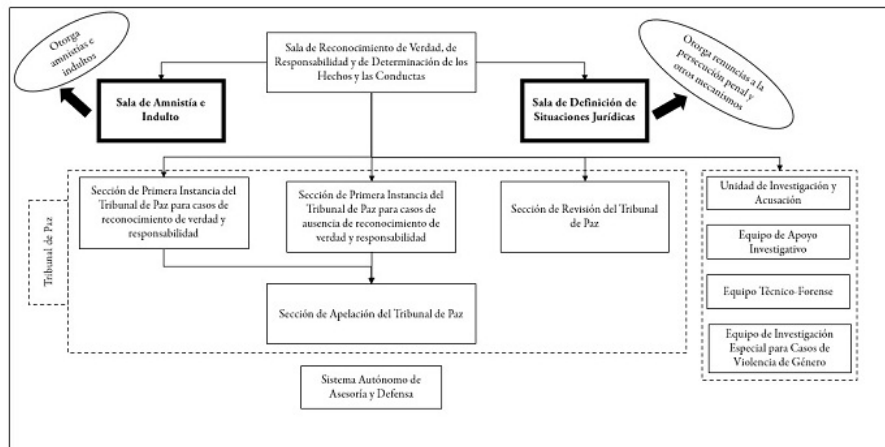 Otorga
amnistías e
indultos
Sala de Reconocimiento de Verdad, de
Responsabilidad y de Determinación de los
Hechos y las Conductas
Otorga renuncias a la
persecución penal y
otros mecanismos
Sala de Amnistía e
Indulto
Sala de Definición de
Situaciones Jurídicas
Tribunal de Paz
Sección de Primera Instancia del
Tribunal de Paz para casos de
reconocimiento de verdad y
responsabilidad
Sección de Primera Instancia del
Tribunal de Paz para casos de
ausencia de reconocimiento de
verdad y responsabilidad
Sección de Revisión del Tribunal
de Paz
Unidad de Investigación y
Acusación
Equipo de Apoyo
Investigativo
Equipo Técnico-Forense
Equipo de Investigación
Especial para Casos de
Violencia de Género
Sección de Apelación del Tribunal de Paz
Sistema Autónomo de
Asesoría y Defensa